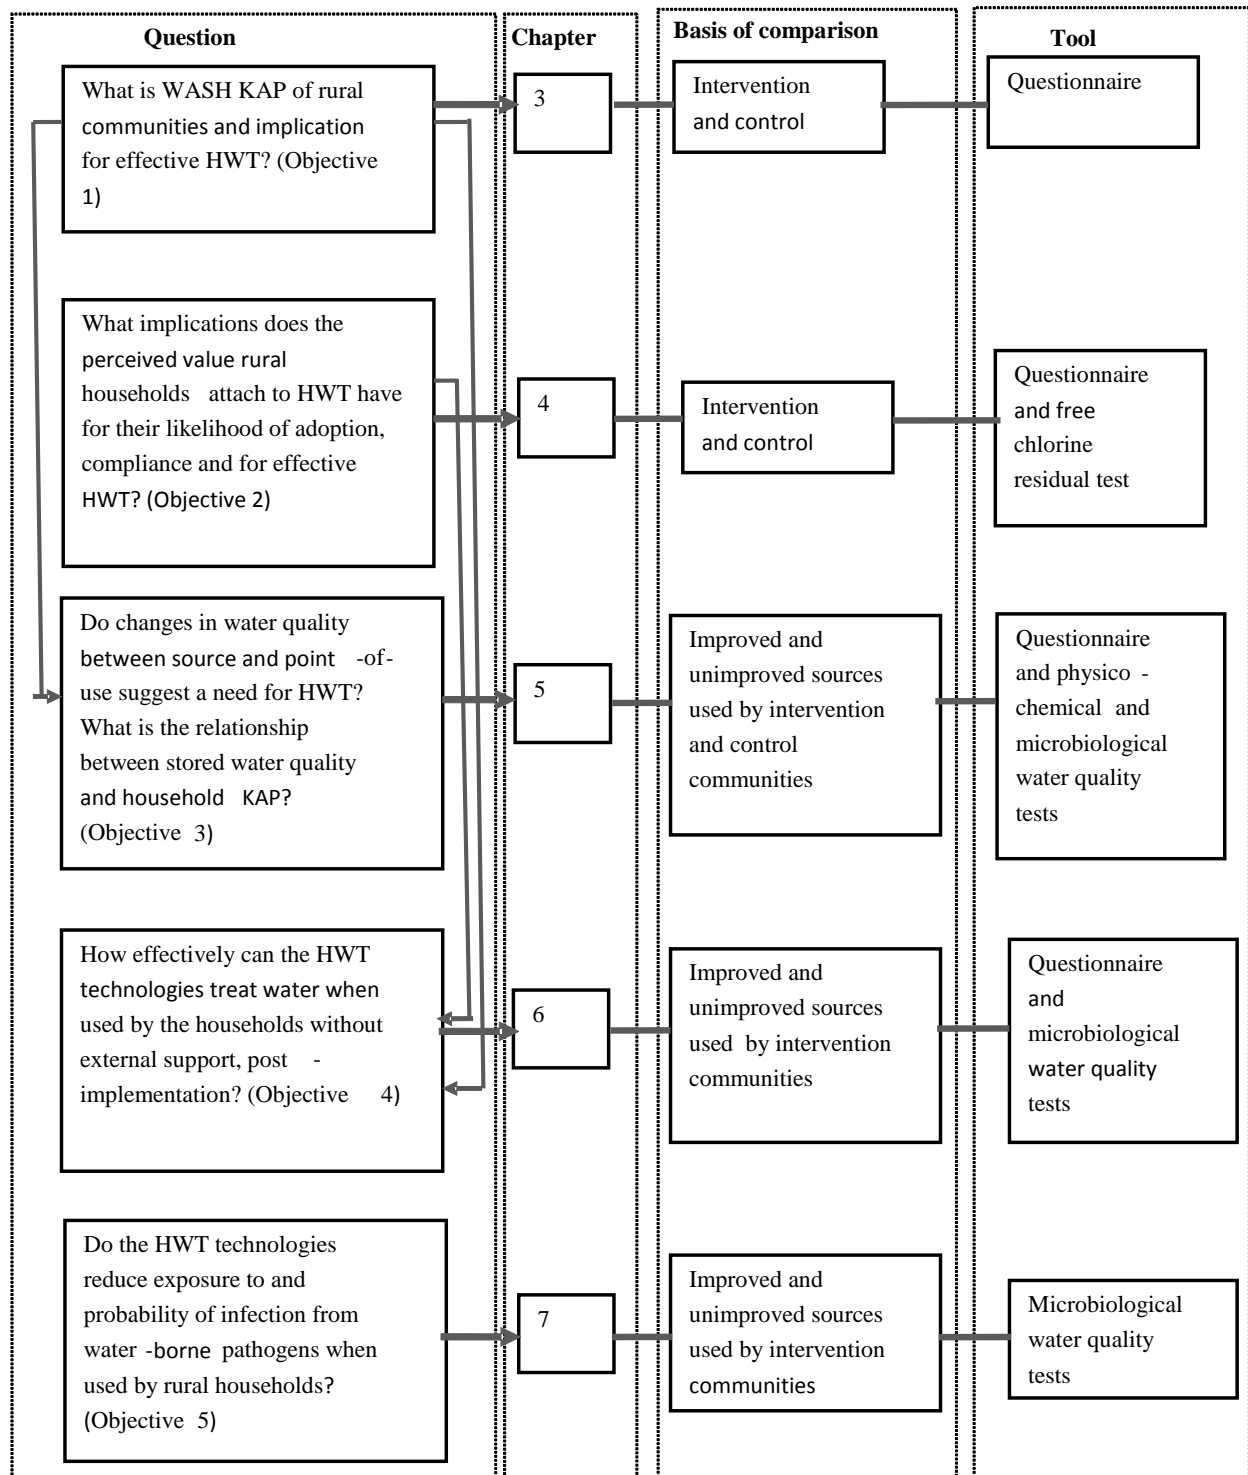 Question
Chapter
Basis of comparison
Tool
What is WASH KAP of rural
communities and implication
for effective HWT? (Objective
1)
3
Intervention
and control
Questionnaire
What implications does the
perceived value rural
households attach to HWT have
for their likelihood of adoption,
compliance and for effective
HWT? (Objective 2)
4
Intervention
and control
Questionnaire
and free
chlorine
residual test
Do changes in water quality
between source and point -of-
use suggest a need for HWT?
What is the relationship
between stored water quality
and household KAP?
(Objective 3)
5
Improved and
unimproved sources
used by intervention
and control
communities
Questionnaire
and physico -
chemical and
microbiological
water quality
tests
How effectively can the HWT
technologies treat water when
used by the households without
external support, post -
implementation? (Objective 4)
6
Improved and
unimproved sources
used by intervention
communities
Questionnaire
and
microbiological
water quality
tests
Do the HWT technologies
reduce exposure to and
probability of infection from
water -borne pathogens when
used by rural households?
(Objective 5)
7
Improved and
unimproved sources
used by intervention
communities
Microbiological
water quality
tests